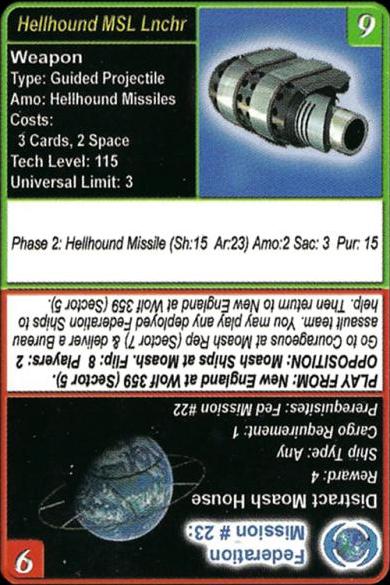 Hellhound MSL Lnchr
9
Weapon
Type: Guided Projectile
Amo: Hellhound Missiles
Costs:
3 Cards, 2 Space
Tech Level: 115
Universal Limit: 3
Phase 2: Hellhound Missile (Sh:15 Ar:23) Amo:2 Sac: 3 Pur: 15
Federation
Mission # 23:
Distract Moash House
Reward: 4
Ship Type: Any
Cargo Requirement: 1
Prerequisites: Fed Mission #22
PLAY: FROM: New England at Wolf 359 (Sector 5).
OPPOSITION: Moash Ships at Moash. Flip: 8 Players: 2
Go to Courageous at Moash Rep (Sector 7) & deliver a Bureau
assault team. You may play any deployed Federation Ships to
help. Then return to New England at Wolf 359 (Sector 5).
9